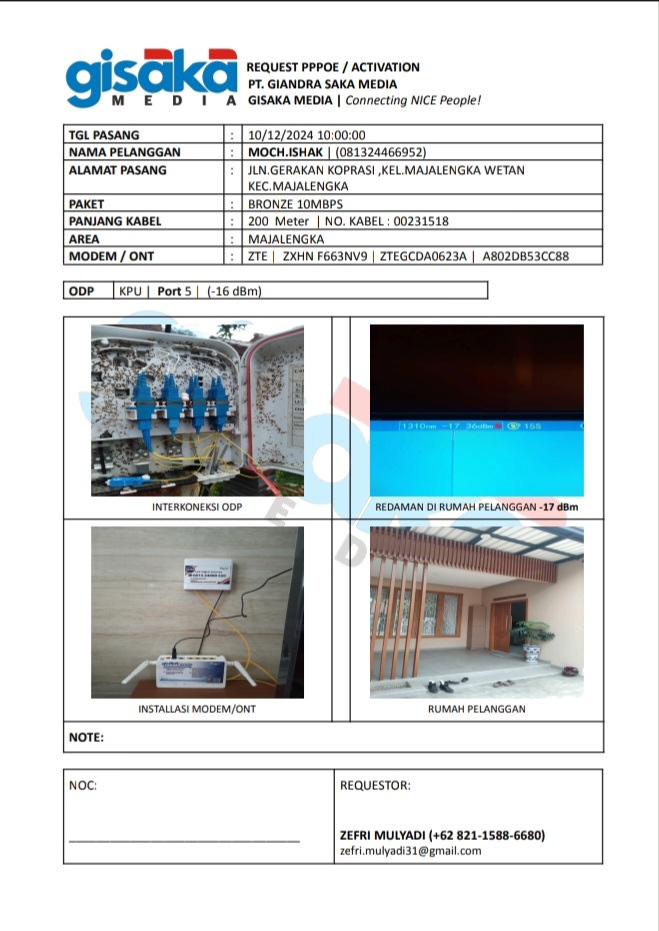 gisaka
MEDIA
REQUEST PPPOE / ACTIVATION
PT. GIANDRA SAKA MEDIA
GISAKA MEDIA | Connecting NICE People!
TGL PASANG : 10/12/2024 10:00:00
NAMA PELANGGAN : MOCH.ISHAK | (081324466952)
ALAMAT PASANG : JLN.GERAKAN KOPRASI ,KEL.MAJALENGKA WETAN
KEC.MAJALENGKA
PAKET : BRONZE 10MBPS
PANJANG KABEL : 200 Meter | NO. KABEL : 00231518
AREA : MAJALENGKA
MODEM / ONT : ZTE | ZXHN F663NV9 | ZTEGCDA0623A | A802DB53CC88
ODP KPU | Port 5 | (-16 dBm)
1310nm -17.36dBm 155
INTERKONEKSI ODP
REDAMAN DI RUMAH PELANGGAN -17 dBm
gisaka
INSTALLASI MODEM/ONT
RUMAH PELANGGAN
NOTE:
NOC:
REQUESTOR:
ZEFRI MULYADI (+62 821-1588-6680)
zefri.mulyadi31@gmail.com